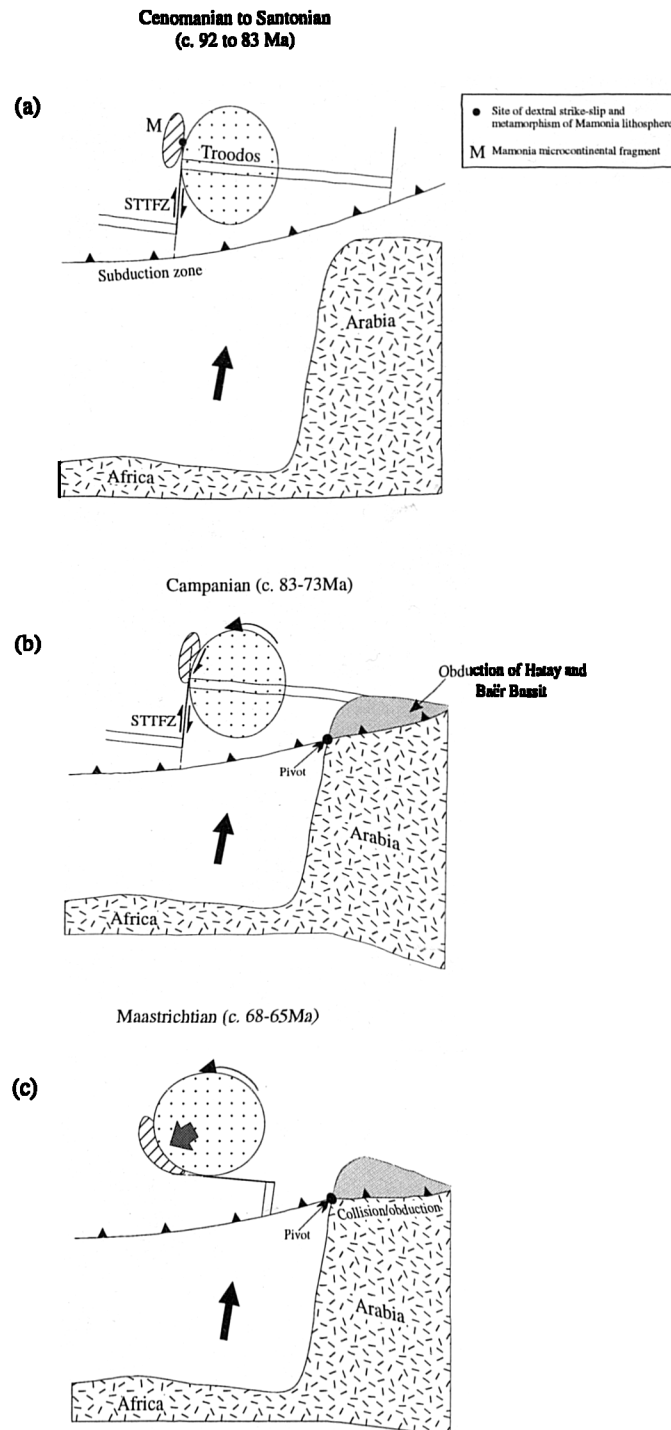 Cenomanian to Santonian
(c. 92 to 83 Ma)
(a)
● Site of dextral strike-slip and
metamorphism of Mamonia lithosphere
M Mamonia microcontinental fragment
M
Troodos
STTFZ
Subduction zone
Arabia
Africa
Campanian (c. 83-73Ma)
(b)
Obduction of Hatay and
Baër Bassit
STTFZ
Pivot
Arabia
Africa
Maastrichtian (c. 68-65Ma)
(c)
Collision/obduction
Pivot
Arabia
Africa